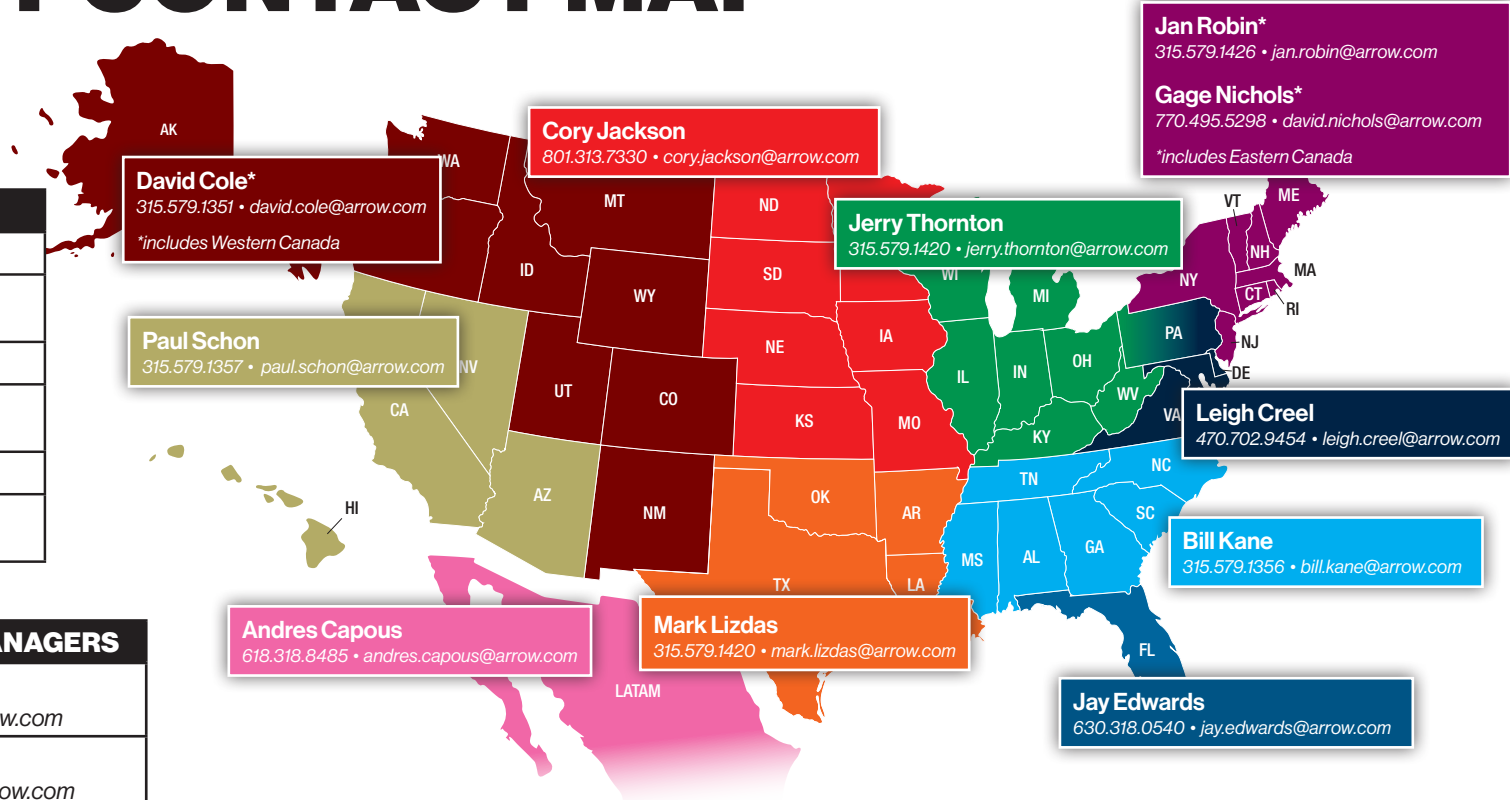 CONTACT MAP
Jan Robin*
315.579.1426 • jan.robin@arrow.com
Gage Nichols*
770.495.5298 • david.nichols@arrow.com
*includes Eastern Canada
AK
WA
Cory Jackson
801.313.7330 • cory.jackson@arrow.com
David Cole*
315.579.1351 • david.cole@arrow.com
*includes Western Canada
MT
ND
VT
ME
Jerry Thornton
315.579.1420 • jerry.thornton@arrow.com
NH
ID
SD
WI
MA
NY
MI
WY
CT
RI
Paul Schon
315.579.1357 • paul.schon@arrow.com
NV
NE
IA
PA
NJ
OH
IN
IL
DE
UT
CO
WV
CA
KS
MO
KY
VA
Leigh Creel
470.702.9454 • leigh.creel@arrow.com
TN
NC
AZ
OK
HI
NM
AR
SC
Bill Kane
315.579.1356 • bill.kane@arrow.com
MS
AL
GA
TX
LA
Andres Capous
618.318.8485 • andres.capous@arrow.com
Mark Lizdas
315.579.1420 • mark.lizdas@arrow.com
FL
LATAM
Jay Edwards
630.318.0540 • jay.edwards@arrow.com
ANAGERS
ow.com
row.com